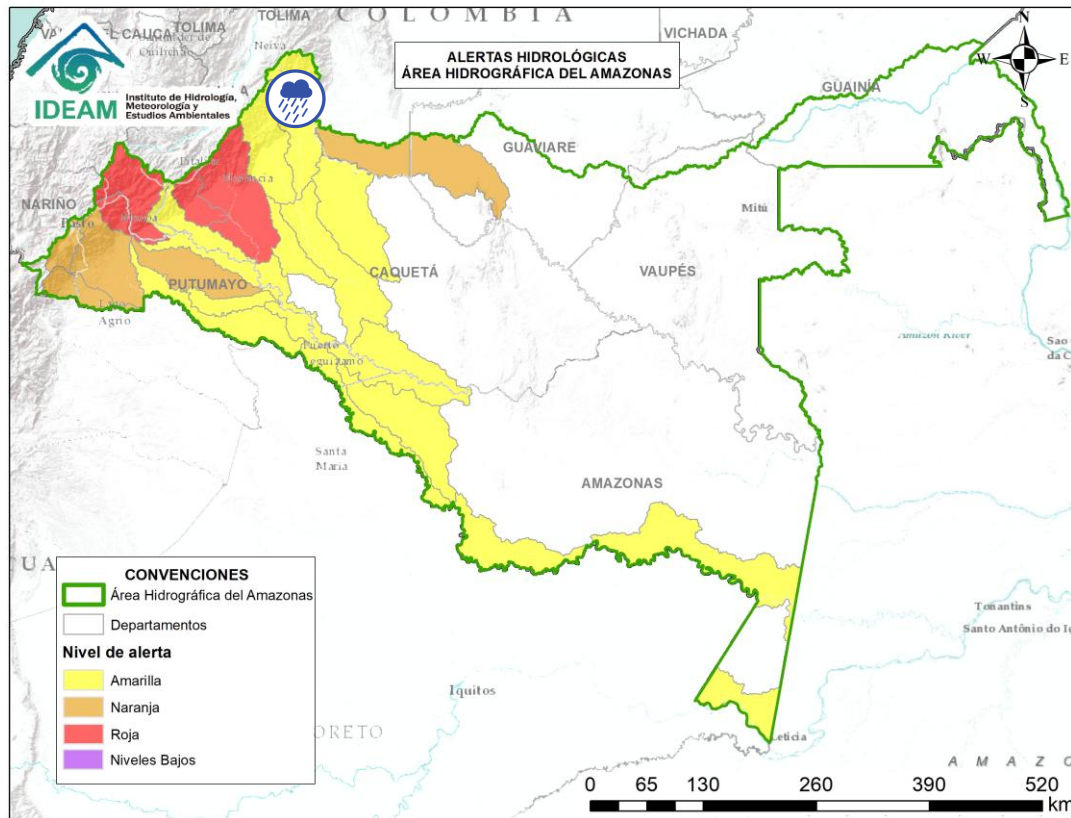 COLOMBIA
TOLIMA
TOLIMA
VICHADA
Neiva
IDEAM
Instituto de Hidrología,
Meteorología y
Estudios Ambientales
ALERTAS HIDROLÓGICAS
ÁREA HIDROGRÁFICA DEL AMAZONAS
N
W
E
S
GUAINÍA
GUAVIARE
NARIÑO
Mitú
CAQUETÁ
VAUPÉS
PUTUMAYO
Agrio
Puerto
Amazon River
Santa
Maria
AMAZONAS
CONVENCIONES
Área Hidrográfica del Amazonas
Departamentos
Nivel de alerta
Amarilla
Naranja
Roja
Niveles Bajos
Tonantins
Santo Antônio do
Iquitos
ORETO
Leticia
AMAZO
0 65 130 260 390 520
km